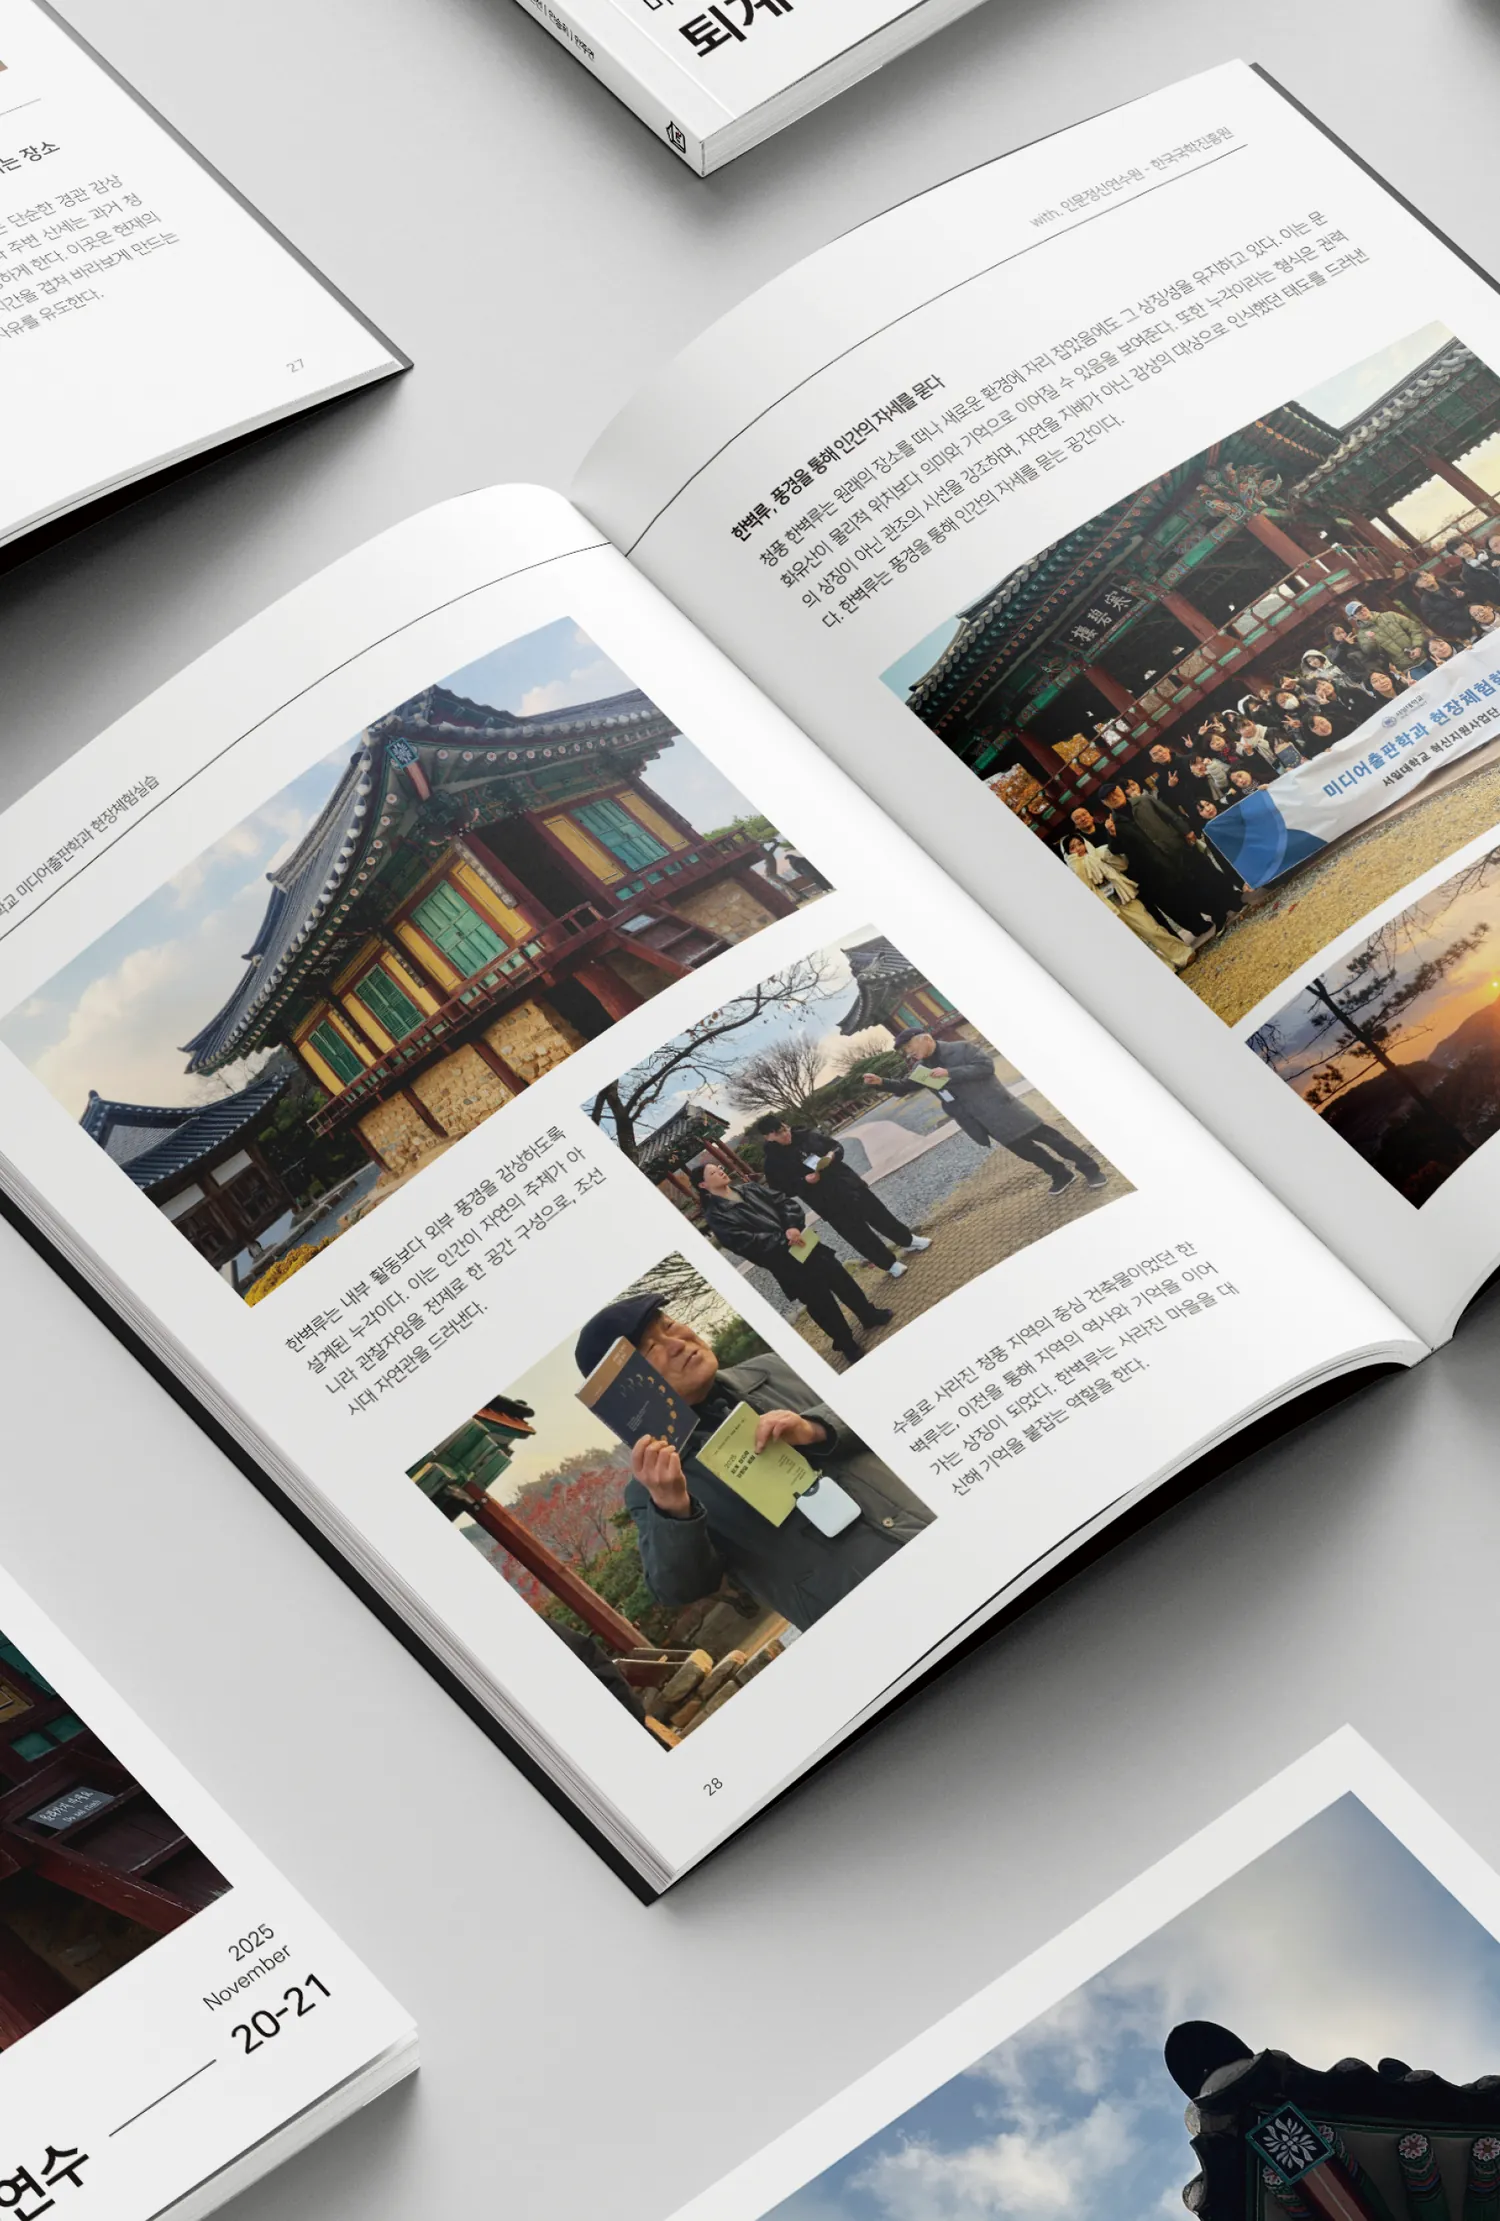 퇴계
는 장소
단순한 경관 감상
주변 산세는 과거 청
하게 한다. 이곳은 현재의
시간을 겹쳐 바라보게 만드는
사유를 유도한다.
27
학교 미디어출판학과 현장체험실습
한벽루는 내부 활동보다 외부 풍경을 감상하도록
설계된 누각이다. 이는 인간이 자연의 주체가 아
니라 관찰자임을 전제로 한 공간 구성으로, 조선
시대 자연관을 드러낸다.
수몰로 사라진 청풍 지역의 중심 건축물이었던 한
벽루는, 이전을 통해 지역의 역사와 기억을 이어
가는 상징이 되었다. 한벽루는 사라진 마을을 대
신해 기억을 붙잡는 역할을 한다.
28
with. 인문정신연수원 - 한국국학진흥원
한벽루, 풍경을 통해 인간의 자세를 묻다
청풍 한벽루는 원래의 장소를 떠나 새로운 환경에 자리 잡았음에도 그 상징성을 유지하고 있다. 이는 문
화유산이 물리적 위치보다 의미와 기억으로 이어질 수 있음을 보여준다. 또한 누각이라는 형식은 권력
의 상징이 아닌 관조의 시선을 강조하며, 자연을 지배가 아닌 감상의 대상으로 인식했던 태도를 드러낸
다. 한벽루는 풍경을 통해 인간의 자세를 묻는 공간이다.
寒碧樓
서일대학교
미디어출판학과 현장체험학
서일대학교 혁신지원사업단
2025
2025
November
20-21
연수